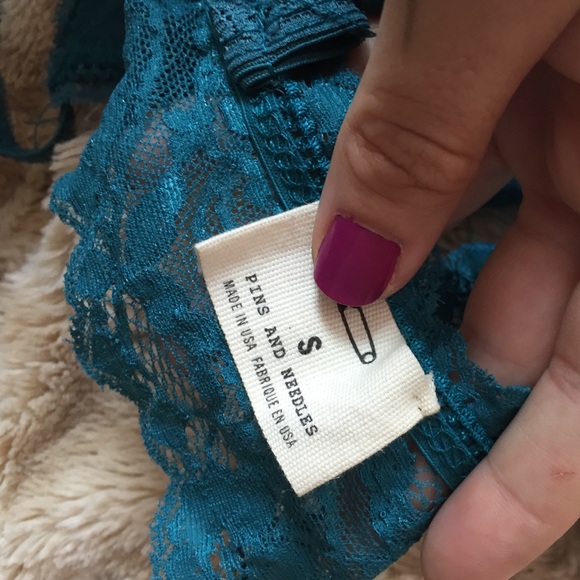 S
PINS AND NEEDLES
MADE IN USA FABRIQUE EN USA